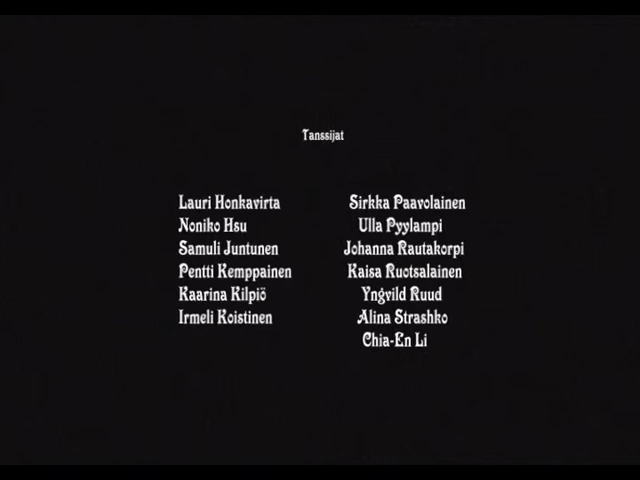 Tanssijat
Lauri Honkavirta
Noniko Hsu
Samuli Juntunen
Pentti Kemppainen
Kaarina Kilpiö
Irmeli Koistinen
Sirkka Paavolainen
Ulla Pyylampi
Johanna Rautakorpi
Kaisa Ruotsalainen
Yngvild Ruud
Alina Strashko
Chia-En Li